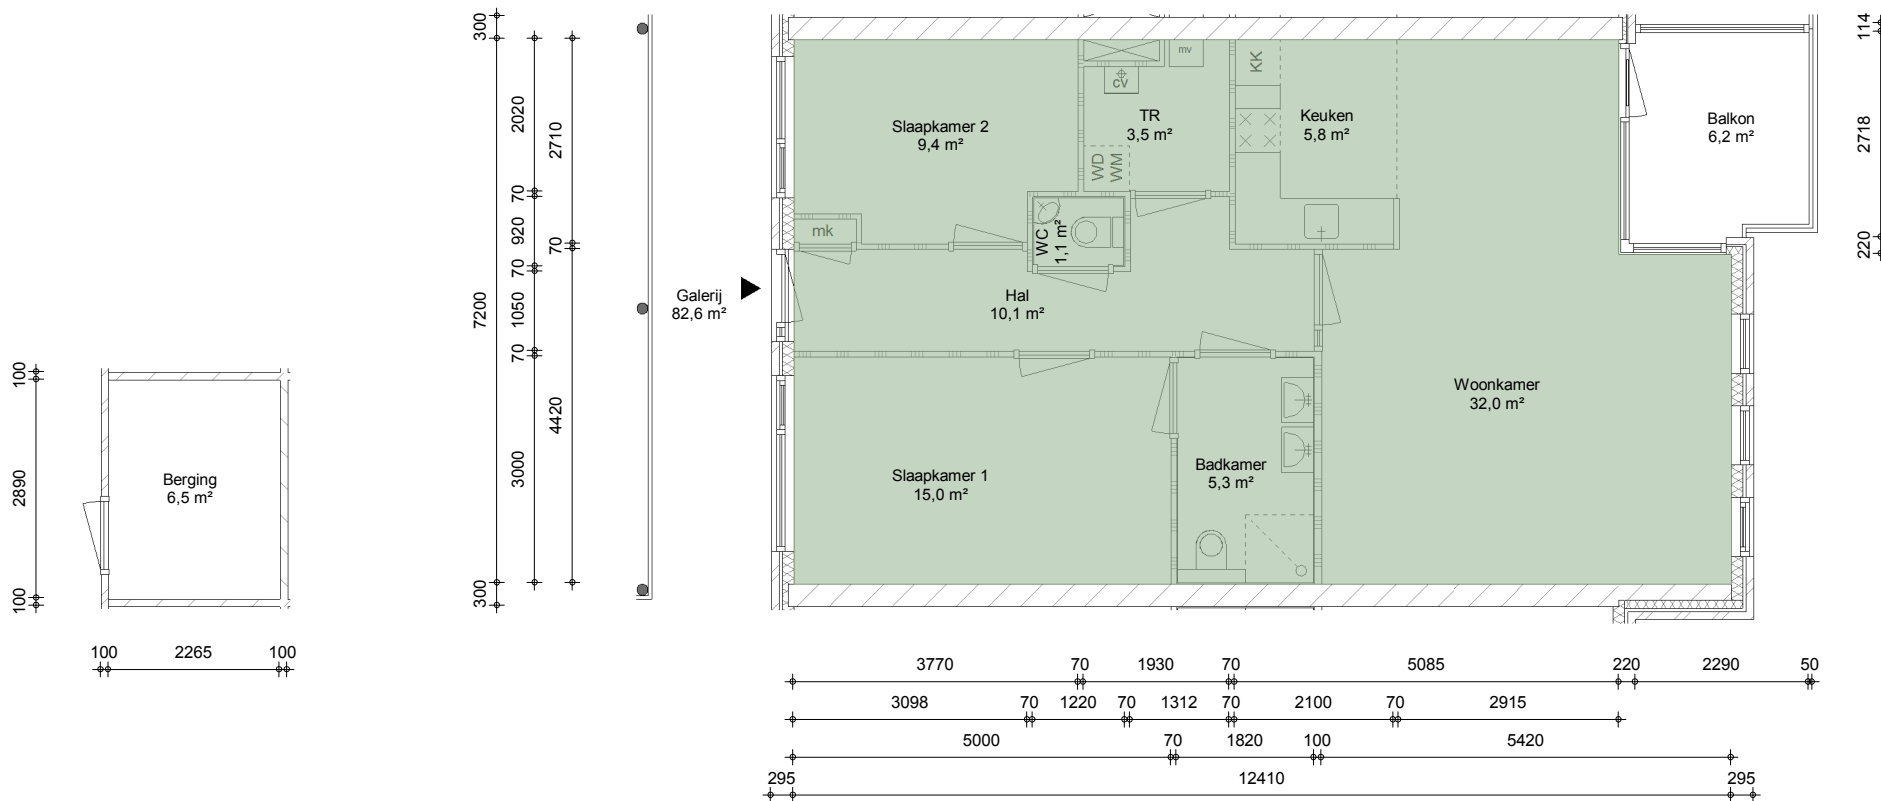 300
2020
2710
70
920
70
70
7200
1050
70
3000
4420
300
100
2890
100
Berging
6,5 m²
100
2265
100
Galerij
82,6 m²
Slaapkamer 2
9,4 m²
mk
cv
mv
TR
3,5 m²
WD
WM
WC
1,1 m²
KK
Keuken
5,8 m²
Balkon
6,2 m²
114
2718
220
Hal
10,1 m²
Woonkamer
32,0 m²
Slaapkamer 1
15,0 m²
Badkamer
5,3 m²
3770 70 1930 70 5085 220 2290 50
3098 70 1220 70 1312 70 2100 70 2915
5000 70 1820 100 5420
295 12410 295